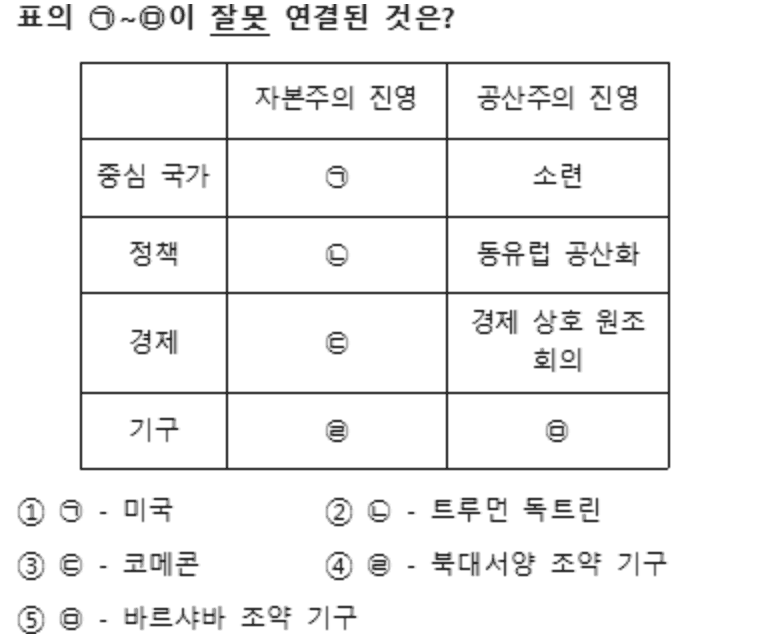 표의 ㉠~㉤이 잘못 연결된 것은?
자본주의 진영 공산주의 진영
중심 국가 ㉠ 소련
정책 ㉡ 동유럽 공산화
경제 ㉢ 경제 상호 원조
회의
기구 ㉣ ㉤
① ㉠ - 미국 ② ㉡ - 트루먼 독트린
③ ㉢ - 코메콘 ④ ㉣ - 북대서양 조약 기구
⑤ ㉤ - 바르샤바 조약 기구